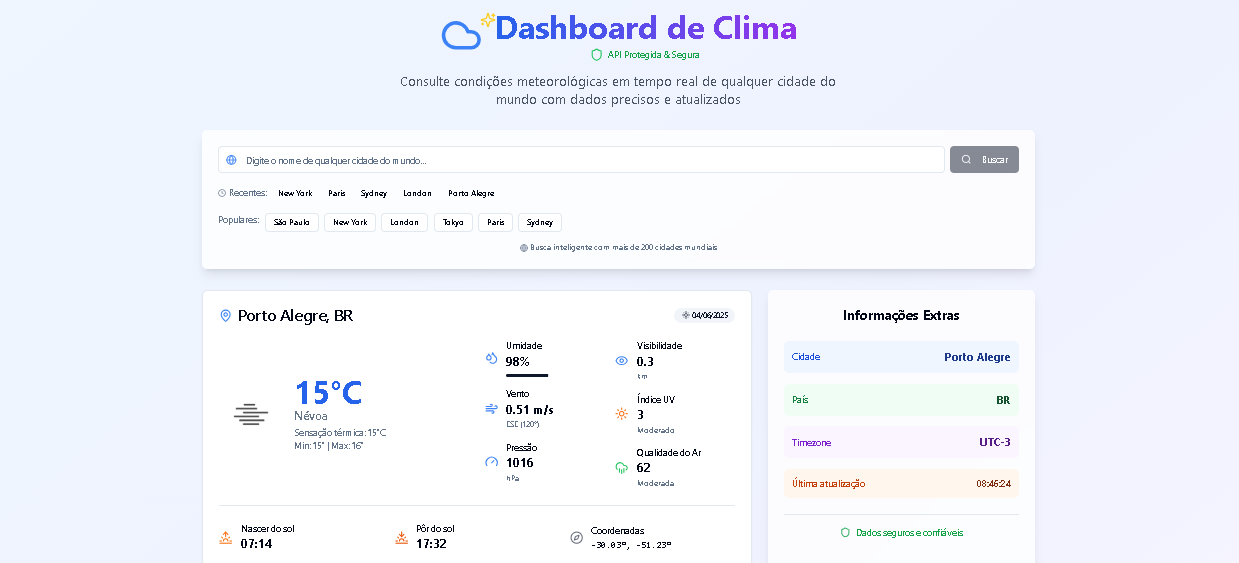 Dashboard de Clima
API Protegida & Segura
Consulte condições meteorológicas em tempo real de qualquer cidade do
mundo com dados precisos e atualizados
Digite o nome de qualquer cidade do mundo...
Buscar
Recentes: New York Paris Sydney London Porto Alegre
Populares: São Paulo New York London Tokyo Paris Sydney
Busca inteligente com mais de 200 cidades mundiais
Porto Alegre, BR
04/06/2025
15°C
Névoa
Sensação térmica: 15°C
Min: 15° | Max: 16°
Umidade
98%
Vento
0.51 m/s
ESE (120°)
Pressão
1016
hPa
Visibilidade
0.3
km
Índice UV
3
Moderado
Qualidade do Ar
62
Moderada
Nascer do sol
07:14
Pôr do sol
17:32
Coordenadas
-30.03°, -51.23°
Informações Extras
Cidade Porto Alegre
País BR
Timezone UTC-3
Última atualização 08:45:24
Dados seguros e confiáveis